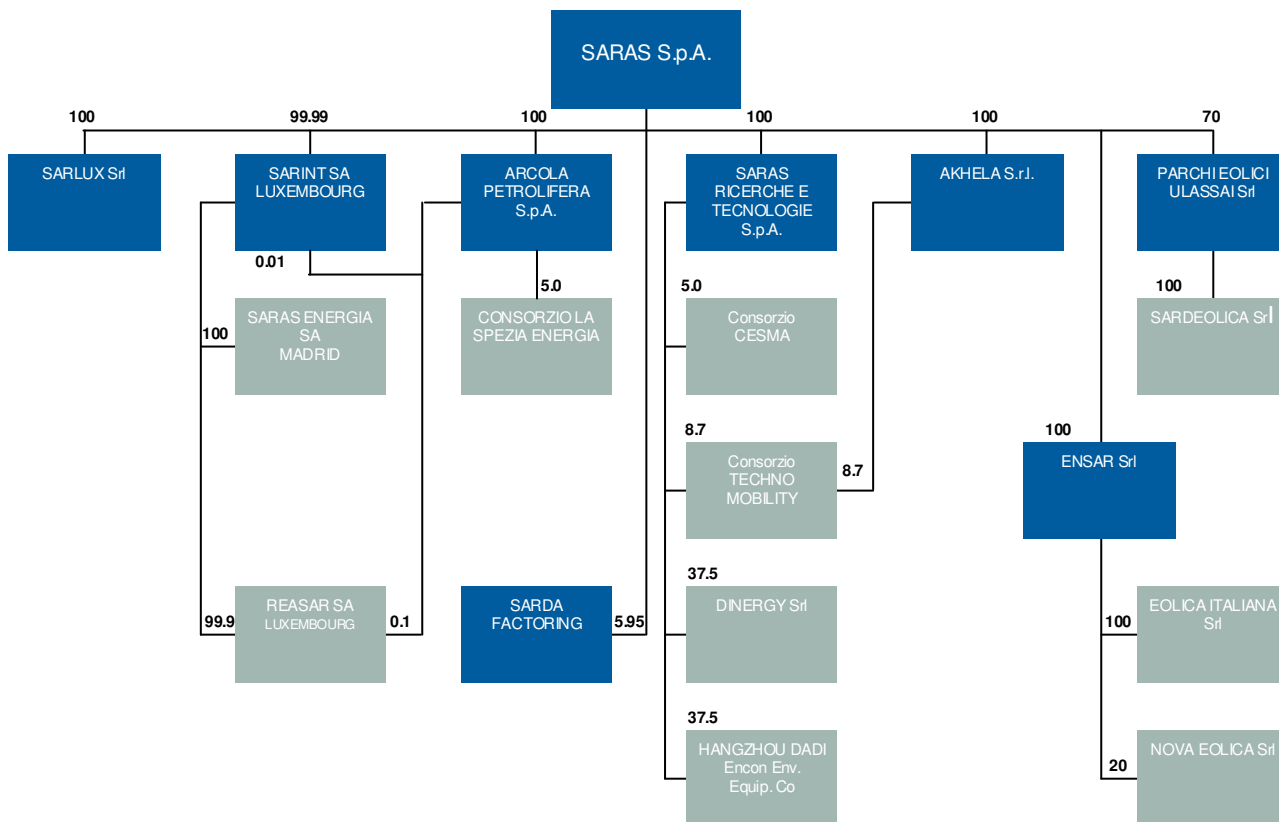 SARAS S.p.A.
100
99.99
100
100
100
70
SARLUX Srl
SARINT SA
LUXEMBOURG
ARCOLA
PETROLIFERA
S.p.A.
SARAS
RICERCHE E
TECNOLOGIE
S.p.A.
AKHELA S.r.l.
PARCHI EOLICI
ULASSAI Srl
0.01
5.0
5.0
100
100
SARAS ENERGIA
SA
MADRID
CONSORZIO LA
SPEZIA ENERGIA
Consorzio
CESMA
SARDEOLICA Srl
8.7
100
Consorzio
TECHNO
MOBILITY
8.7
ENSAR Srl
37.5
99.9
REASAR SA
LUXEMBOURG
0.1
SARDA
FACTORING
5.95
DINERGY Srl
100
EOLICA ITALIANA
Srl
37.5
HANGZHOU DADI
Encon Env.
Equip. Co
20
NOVA EOLICA Srl